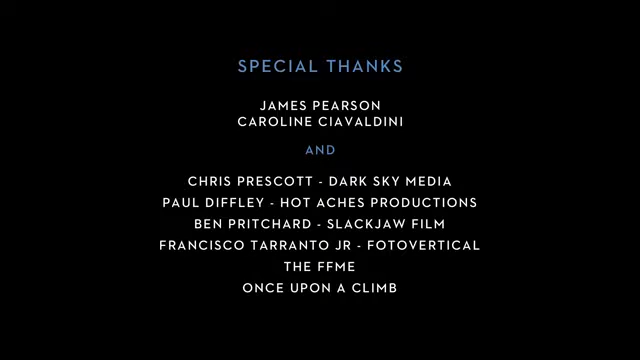 SPECIAL THANKS
JAMES PEARSON
CAROLINE CIAVALDINI
AND
CHRIS PRESCOTT - DARK SKY MEDIA
PAUL DIFFLEY - HOT ACHES PRODUCTIONS
BEN PRITCHARD - SLACKJAW FILM
FRANCISCO TARRANTO JR - FOTOVERTICAL
THE FFME
ONCE UPON A CLIMB